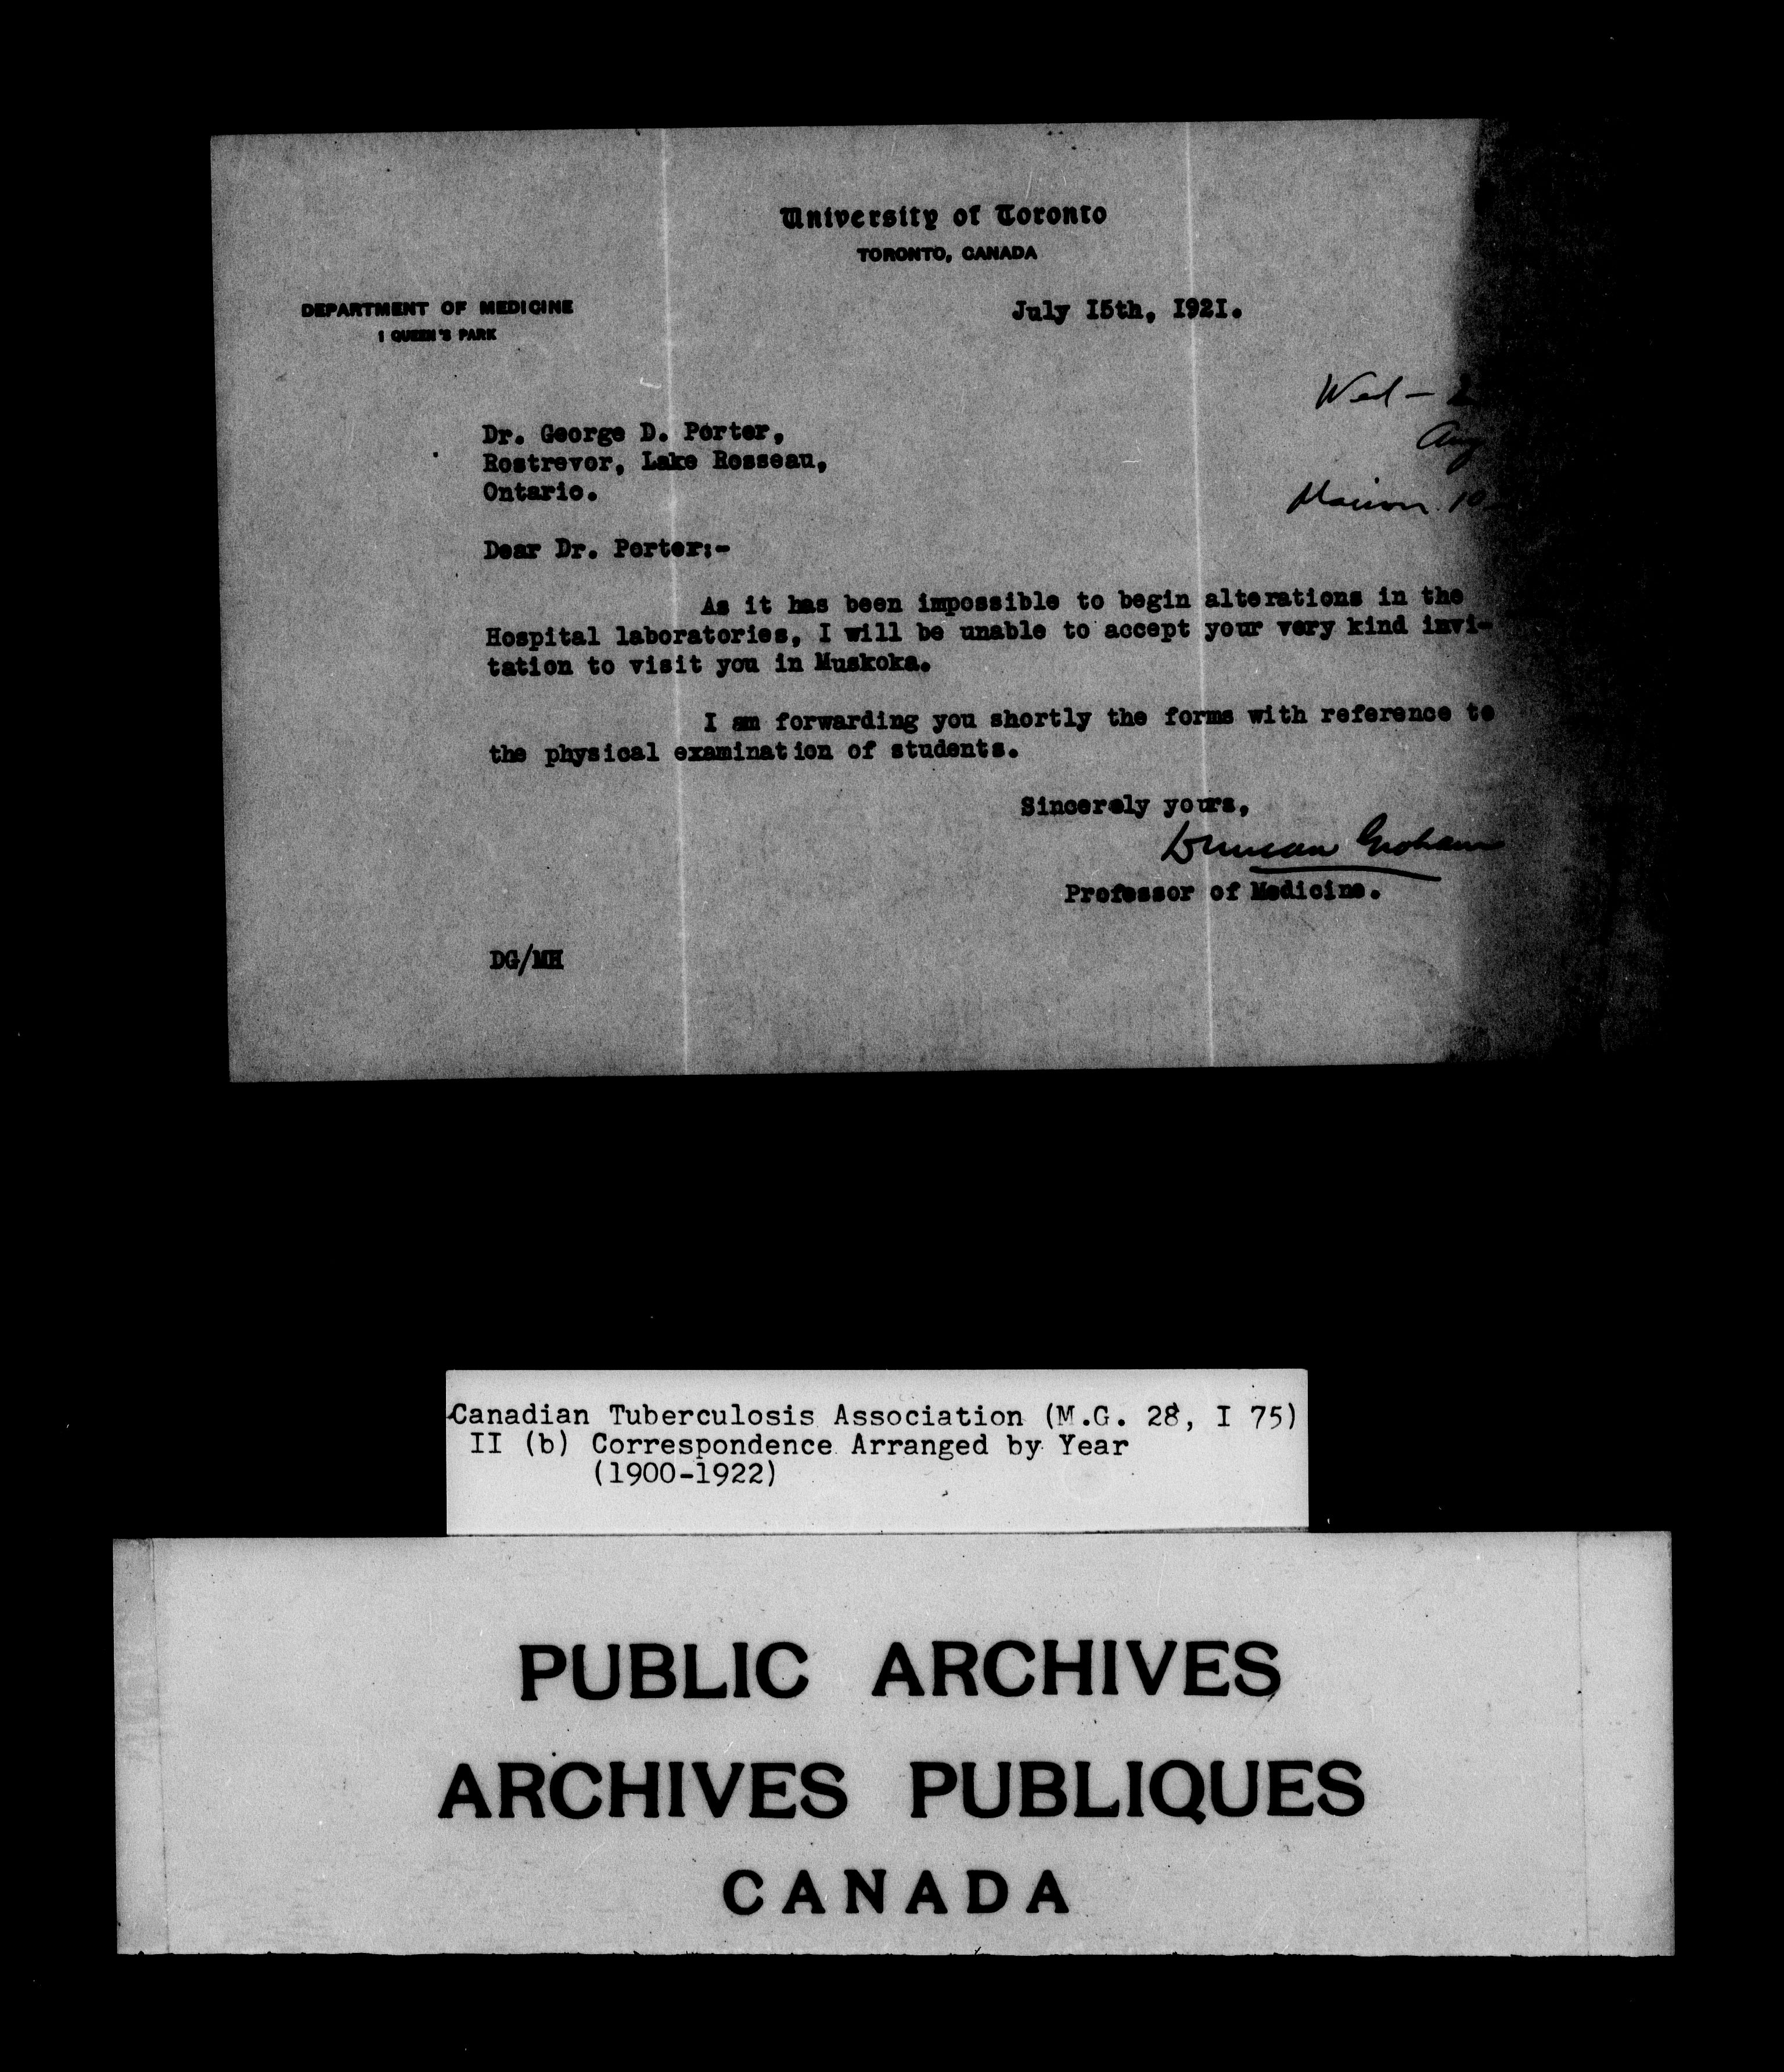 University of Toronto
TORONTO, CANADA
DEPARTMENT OF MEDICINE
1 QUEEN'S PARK
July I5th, I92I.
Wed -
Aug
Dr. George D. Porter,
Rostrevor, Lake Rosseau,
Ontario.
Dear Dr. Porter:-
As it has been impossible to begin alterations in the
Hospital laboratories, I will be unable to accept your very kind invi-
tation to visit you in Muskoka.
I am forwarding you shortly the forms with reference to
the physical examination of students.
Sincerely yours,
Duncan Graham
Professor of Medicine.
DG/MH
Canadian Tuberculosis Association (M.G. 28, I 75)
II (b) Correspondence Arranged by Year
(1900-1922)
PUBLIC ARCHIVES
ARCHIVES PUBLIQUES
CANADA